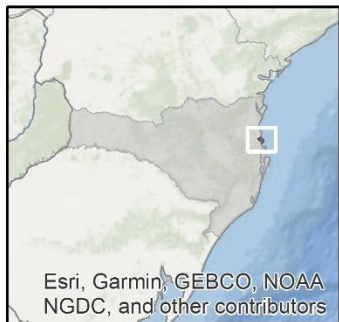 Esri, Garmin, GEBCO, NOAA
NGDC, and other contributors